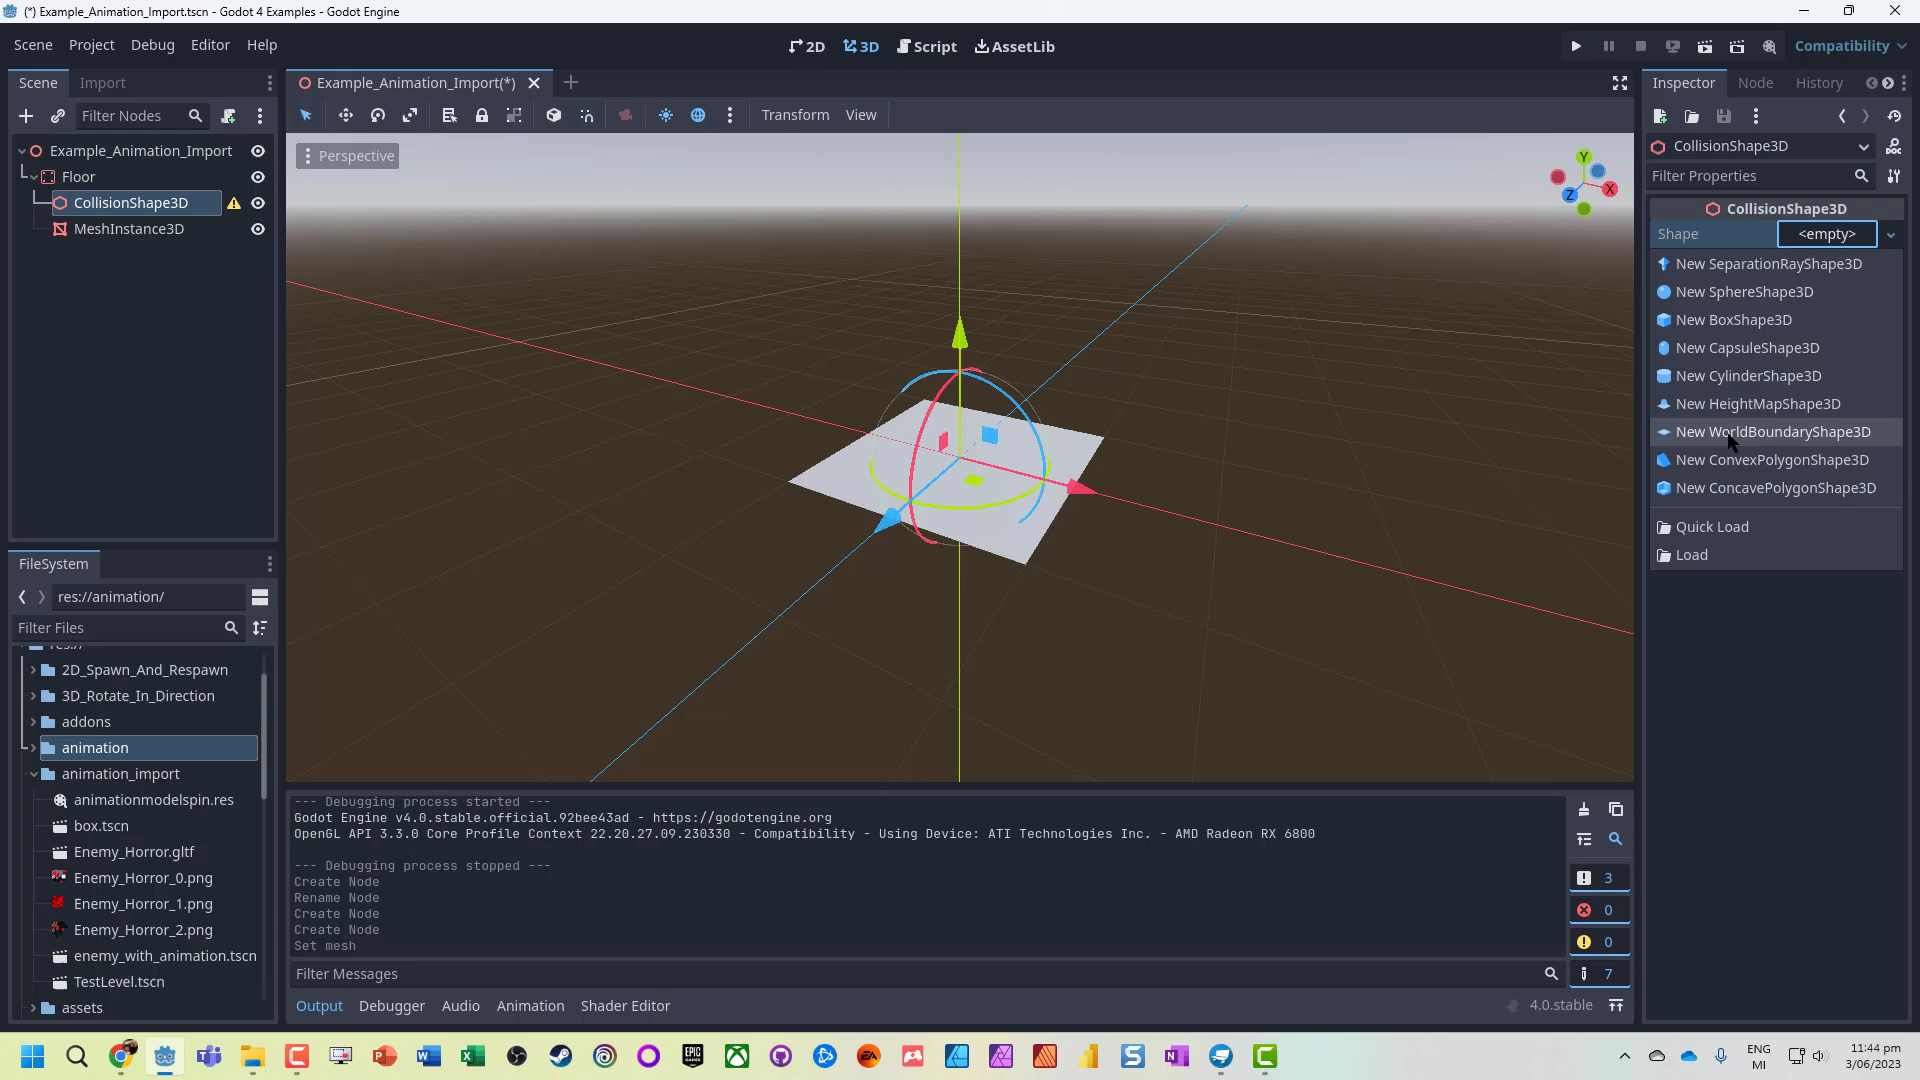 (*) Example_Animation_Import.tscn - Godot 4 Examples - Godot Engine
Scene Project Debug Editor Help
2D 3D Script AssetLib
Compatibility
Scene Import
Example_Animation_Import(*)
Inspector Node History
Filter Nodes
Transform View
Example_Animation_Import
Floor
CollisionShape3D
MeshInstance3D
Perspective
Y
X
Z
CollisionShape3D
Filter Properties
CollisionShape3D
Shape <empty>
New SeparationRayShape3D
New SphereShape3D
New BoxShape3D
New CapsuleShape3D
New CylinderShape3D
New HeightMapShape3D
New WorldBoundaryShape3D
New ConvexPolygonShape3D
New ConcavePolygonShape3D
Quick Load
Load
FileSystem
res://animation/
Filter Files
2D_Spawn_And_Respawn
3D_Rotate_In_Direction
addons
animation
animation_import
animationmodelspin.res
box.tscn
Enemy_Horror.gltf
Enemy_Horror_0.png
Enemy_Horror_1.png
Enemy_Horror_2.png
enemy_with_animation.tscn
TestLevel.tscn
assets
--- Debugging process started ---
Godot Engine v4.0.stable.official.92bee43ad - https://godotengine.org
OpenGL API 3.3.0 Core Profile Context 22.20.27.09.230330 - Compatibility - Using Device: ATI Technologies Inc. - AMD Radeon RX 6800
--- Debugging process stopped ---
Create Node
Rename Node
Create Node
Create Node
Set mesh
3
0
0
7
Filter Messages
Output Debugger Audio Animation Shader Editor
4.0.stable
ENG
MI
11:44 pm
3/06/2023